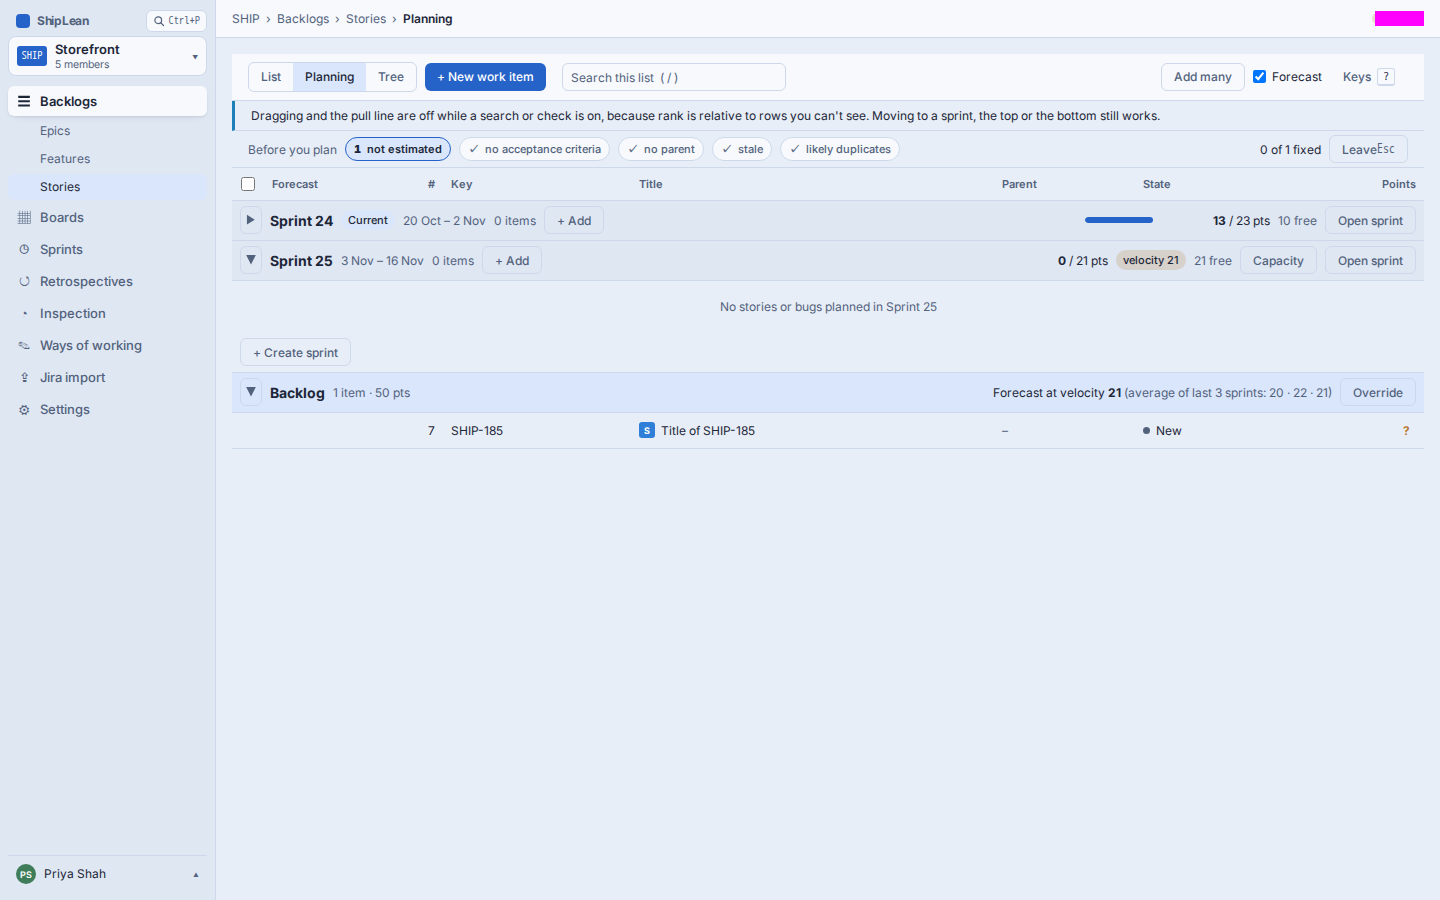 ShipLean Ctrl+P
SHIP Storefront
5 members
Backlogs
Epics
Features
Stories
Boards
Sprints
Retrospectives
Inspection
Ways of working
Jira import
Settings
PS Priya Shah
SHIP › Backlogs › Stories › Planning
List Planning Tree + New work item Search this list ( / ) Add many Forecast Keys ?
Dragging and the pull line are off while a search or check is on, because rank is relative to rows you can't see. Moving to a sprint, the top or the bottom still works.
Before you plan 1 not estimated ✓ no acceptance criteria ✓ no parent ✓ stale ✓ likely duplicates 0 of 1 fixed Leave Esc
Forecast # Key Title Parent State Points
Sprint 24 Current 20 Oct – 2 Nov 0 items + Add 13 / 23 pts 10 free Open sprint
Sprint 25 3 Nov – 16 Nov 0 items + Add 0 / 21 pts velocity 21 21 free Capacity Open sprint
No stories or bugs planned in Sprint 25
+ Create sprint
Backlog 1 item · 50 pts Forecast at velocity 21 (average of last 3 sprints: 20 · 22 · 21) Override
7 SHIP-185 S Title of SHIP-185 – New ?